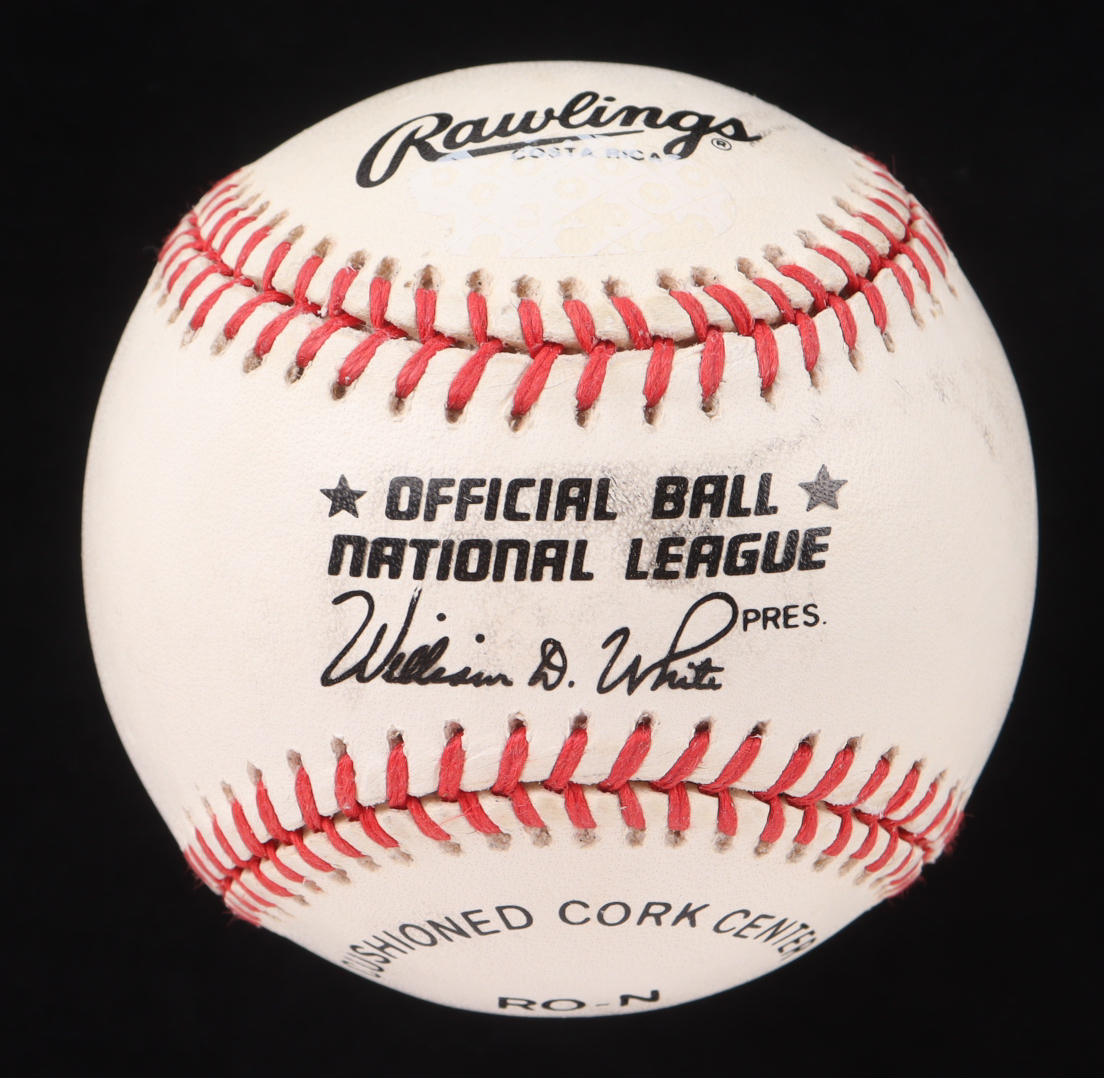 Rawlings®
COSTA RICA
★ OFFICIAL BALL ★
NATIONAL LEAGUE
William D. White PRES.
CUSHIONED CORK CENTER
RO-N